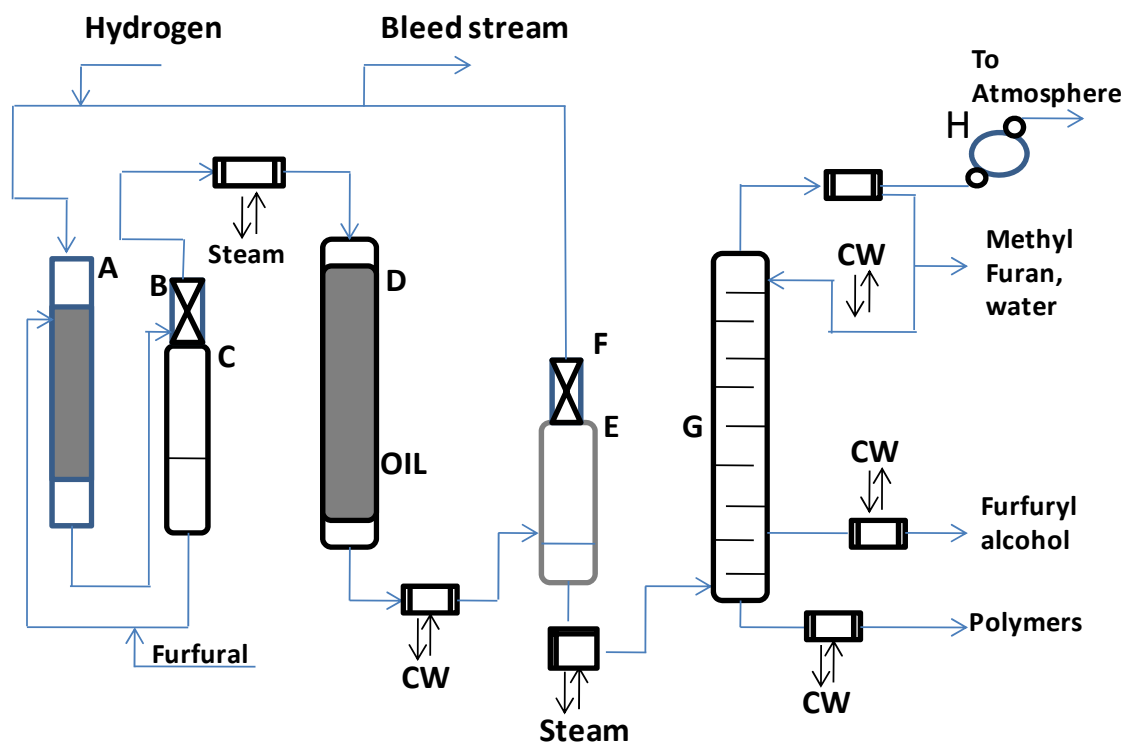 Hydrogen
Bleed stream
To
Atmosphere
H
Steam
A
B
C
D
OIL
CW
Methyl
Furan,
water
F
E
G
CW
Furfuryl
alcohol
Furfural
CW
Steam
Polymers
CW